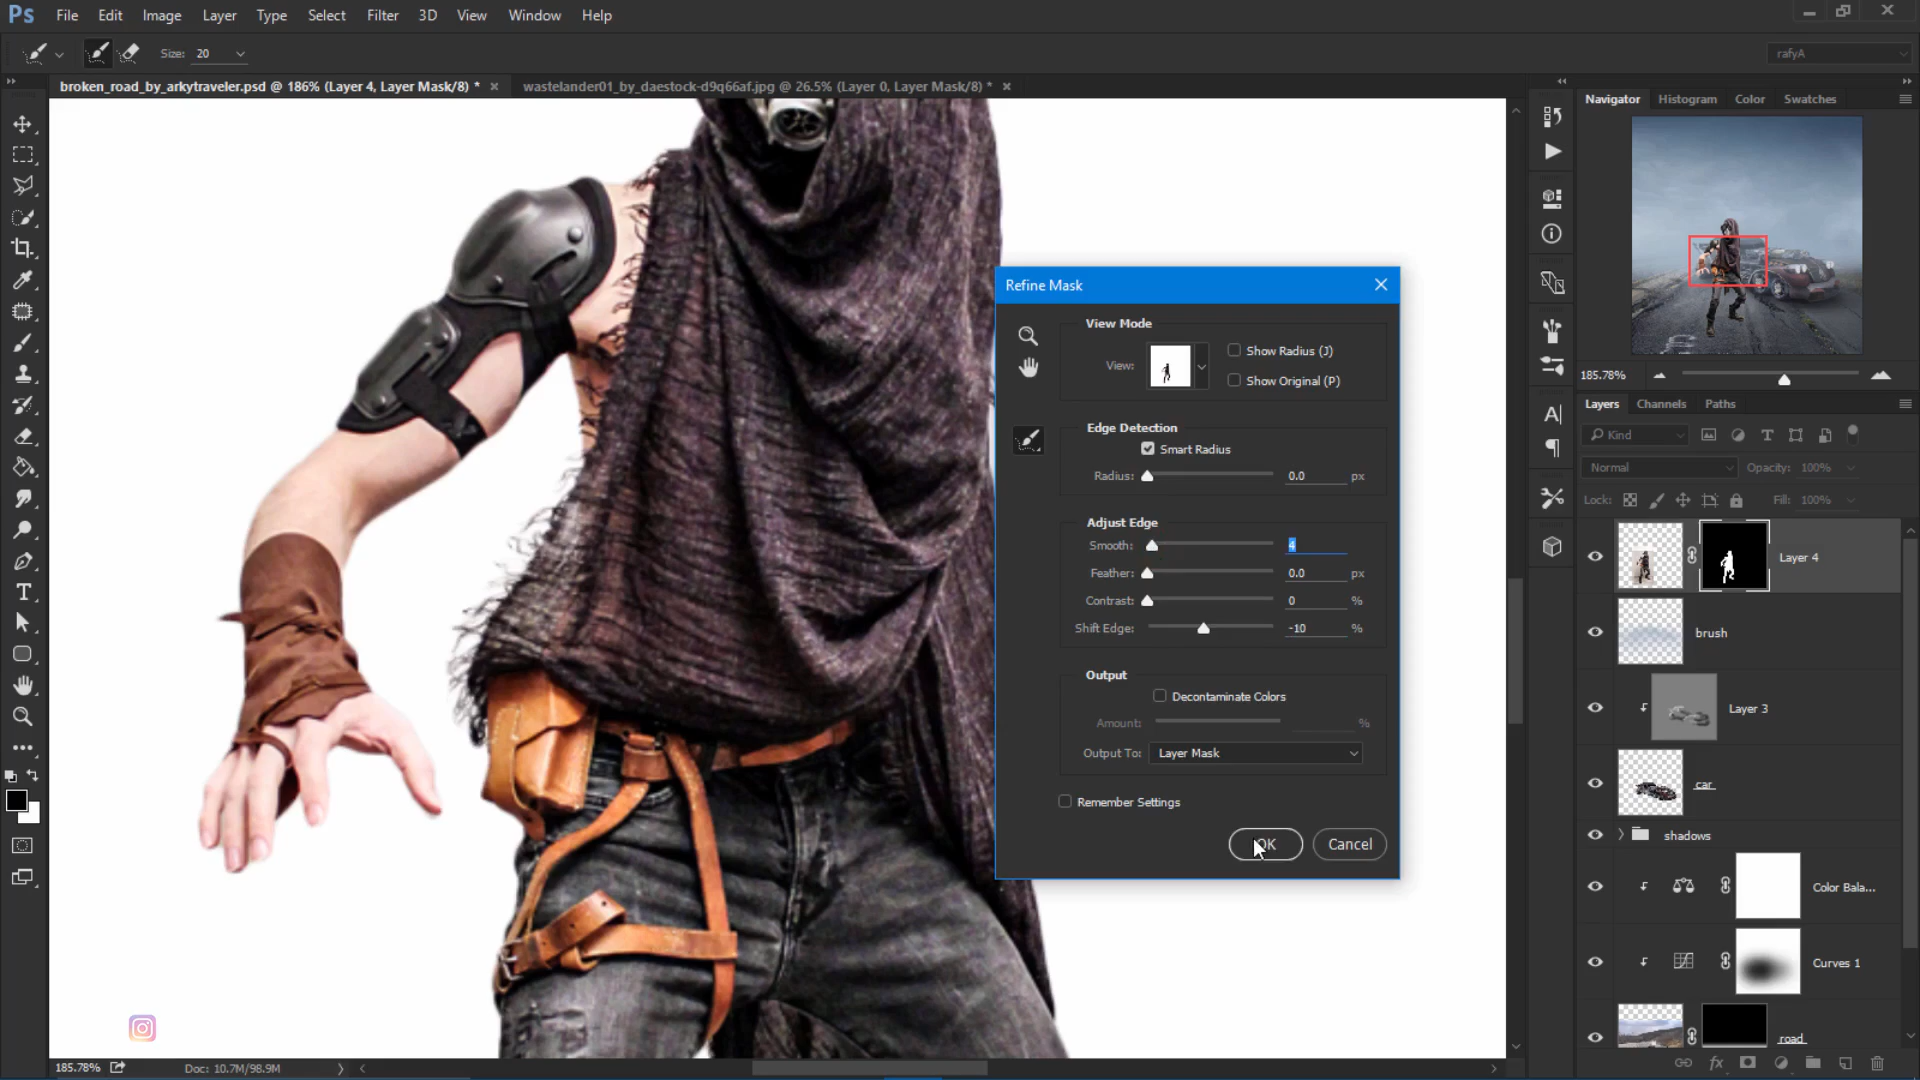 Ps File Edit Image Layer Type Select Filter 3D View Window Help
Size: 20
rafyA
broken_road_by_arkytraveler.psd @ 186% (Layer 4, Layer Mask/8) *
wastelander01_by_daestock-d9q66af.jpg @ 26.5% (Layer 0, Layer Mask/8) *
Navigator Histogram Color Swatches
185.78%
Layers Channels Paths
Kind
Normal Opacity: 100%
Lock: Fill: 100%
Layer 4
brush
Layer 3
car
shadows
Color Bala...
Curves 1
road
Refine Mask
View Mode
View:
Show Radius (J)
Show Original (P)
Edge Detection
Smart Radius
Radius: 0.0 px
Adjust Edge
Smooth: 4
Feather: 0.0 px
Contrast: 0 %
Shift Edge: -10 %
Output
Decontaminate Colors
Amount: %
Output To: Layer Mask
Remember Settings
OK Cancel
185.78% Doc: 10.7M/98.9M